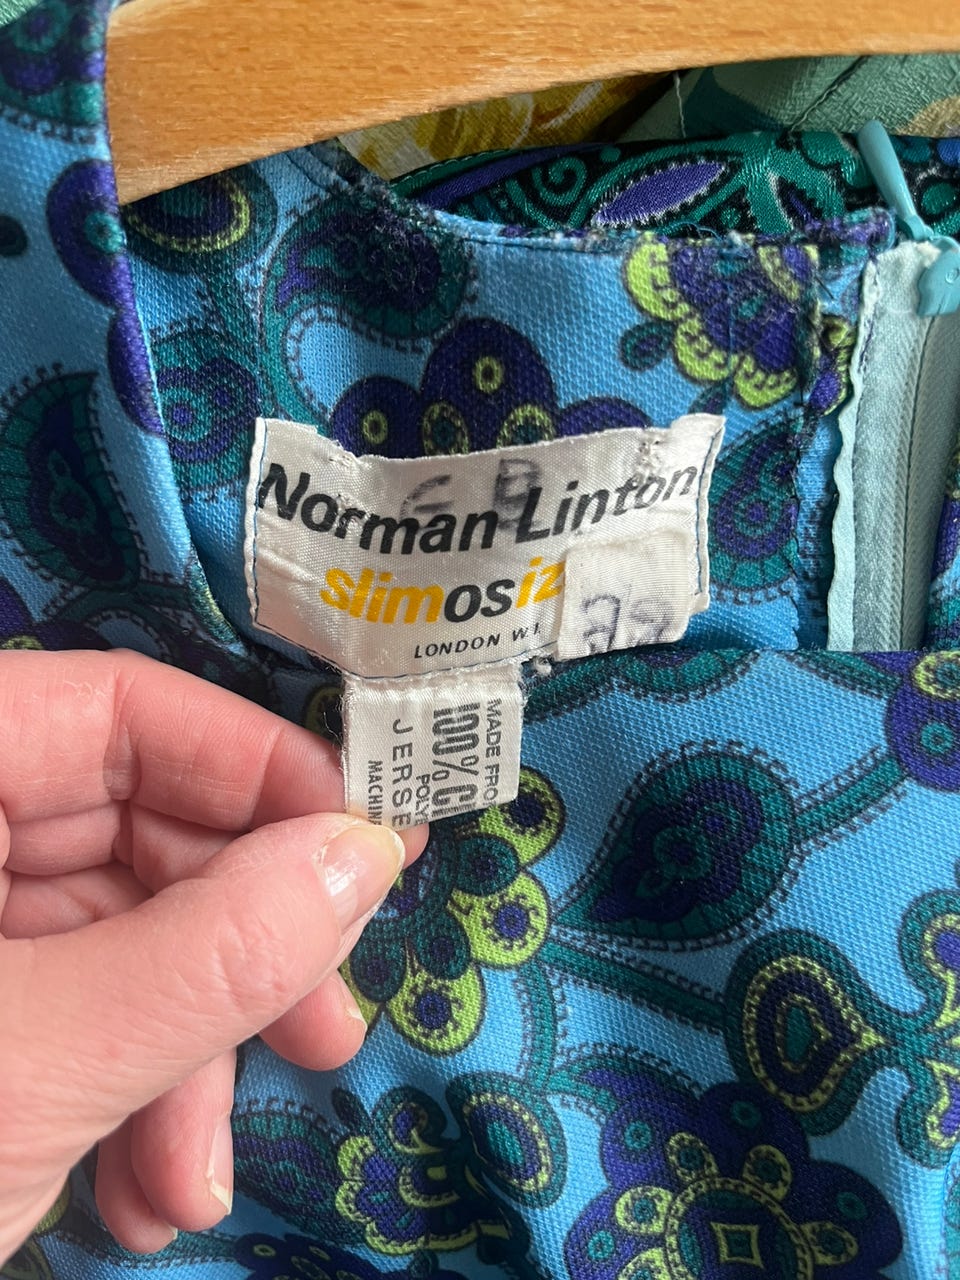 Norman Linton
slimosiz
LONDON W.1.
MADE FRO
100% C
POLYE
JERSE
MACHIN